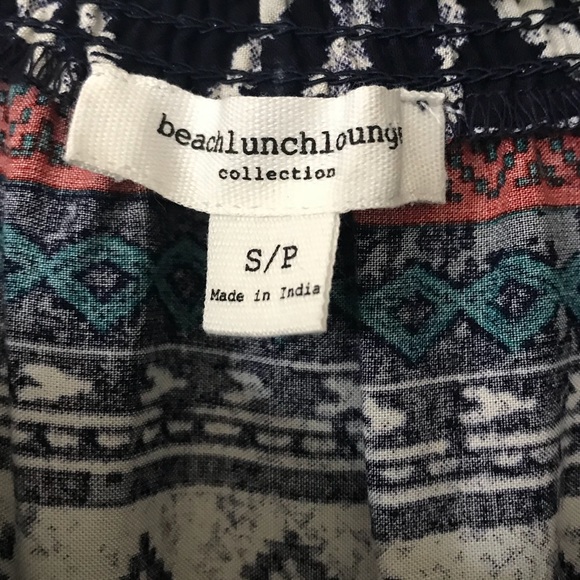 beachlunchlounge
collection
S/P
Made in India